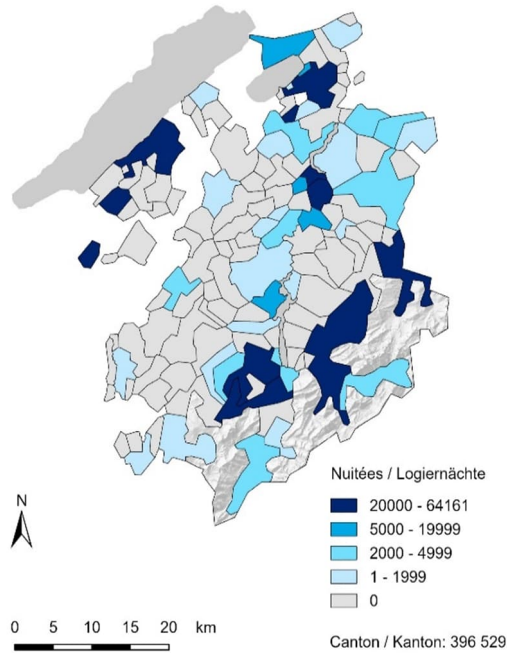 Nuitées / Logiernächte
20000 - 64161
5000 - 19999
2000 - 4999
1 - 1999
0
N
0 5 10 15 20 km
Canton / Kanton: 396 529